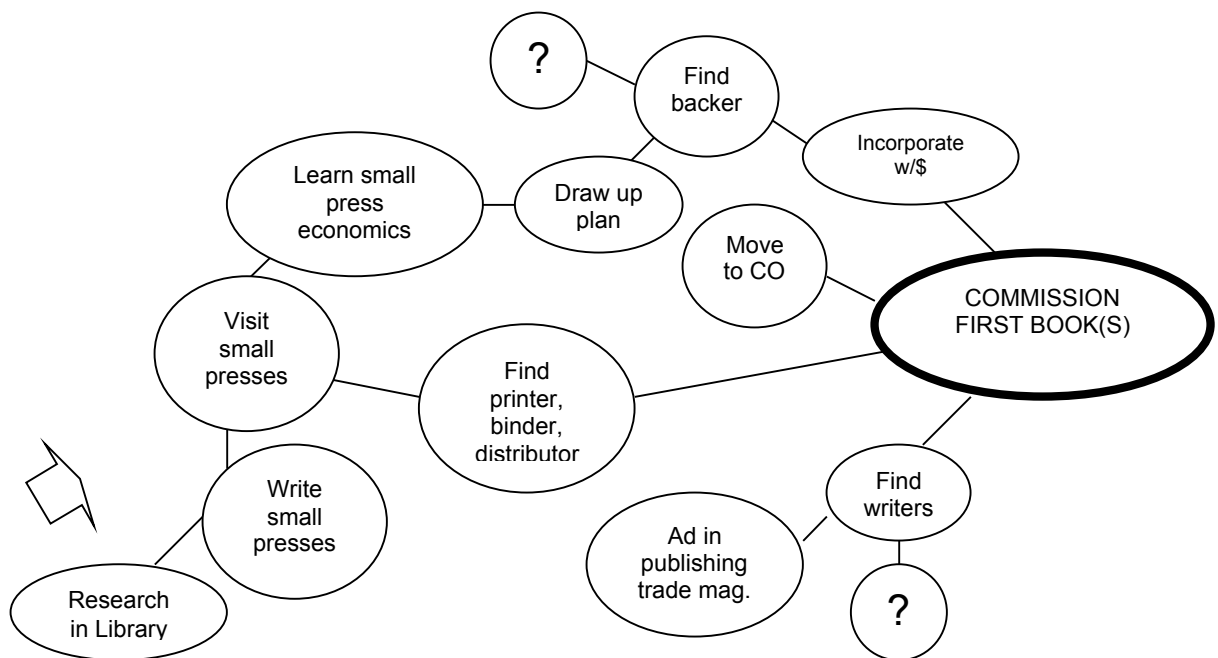 ?
Find
backer
Incorporate
w/$
Learn small
press
economics
Draw up
plan
Move
to CO
COMMISSION
FIRST BOOK(S)
Visit
small
presses
Find
printer,
binder,
distributor
Write
small
presses
Find
writers
Ad in
publishing
trade mag.
Research
in Library
?